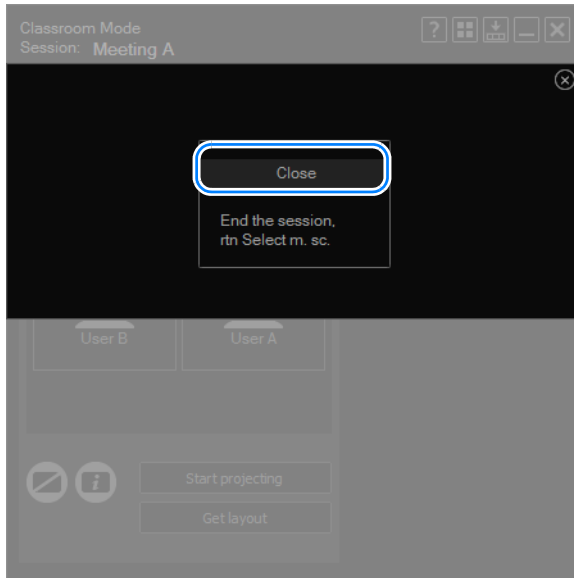 Classroom Mode
Session: Meeting A
?
Close
End the session,
rtn Select m. sc.
User B
User A
i
Start projecting
Get layout